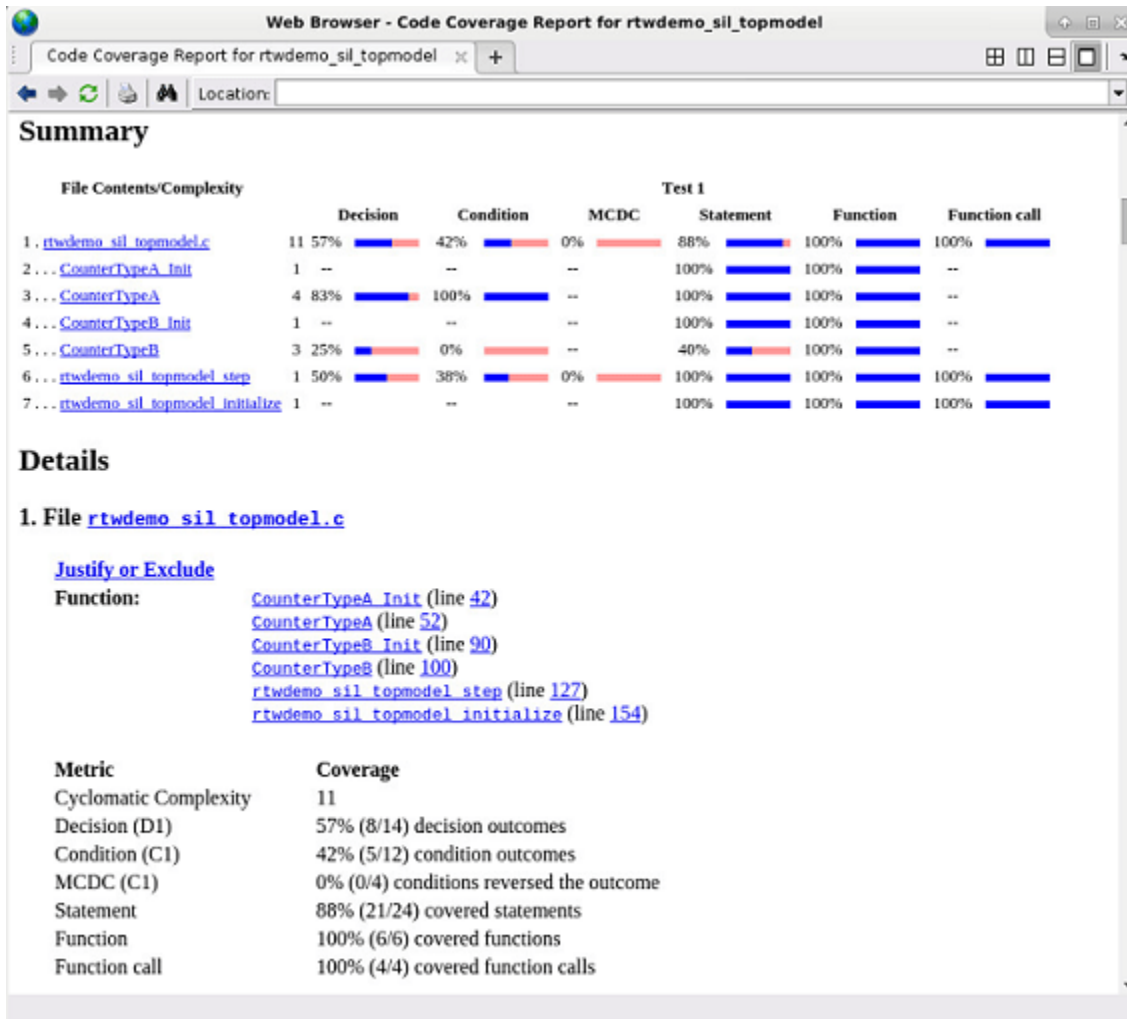 Web Browser - Code Coverage Report for rtwdemo_sil_topmodel
Code Coverage Report for rtwdemo_sil_topmodel
Location:
Summary
File Contents/Complexity Test 1
Decision Condition MCDC Statement Function Function call
1 . rtwdemo_sil_topmodel.c 11 57% 42% 0% 88% 100% 100%
2 . . . CounterTypeA_Init 1 -- -- -- 100% 100% --
3 . . . CounterTypeA 4 83% 100% -- 100% 100% --
4 . . . CounterTypeB_Init 1 -- -- -- 100% 100% --
5 . . . CounterTypeB 3 25% 0% -- 40% 100% --
6 . . . rtwdemo_sil_topmodel_step 1 50% 38% 0% 100% 100% 100%
7 . . . rtwdemo_sil_topmodel_initialize 1 -- -- -- 100% 100% 100%
Details
1. File rtwdemo_sil_topmodel.c
Justify or Exclude
Function: CounterTypeA_Init (line 42)
CounterTypeA (line 52)
CounterTypeB_Init (line 90)
CounterTypeB (line 100)
rtwdemo_sil_topmodel_step (line 127)
rtwdemo_sil_topmodel_initialize (line 154)
Metric Coverage
Cyclomatic Complexity 11
Decision (D1) 57% (8/14) decision outcomes
Condition (C1) 42% (5/12) condition outcomes
MCDC (C1) 0% (0/4) conditions reversed the outcome
Statement 88% (21/24) covered statements
Function 100% (6/6) covered functions
Function call 100% (4/4) covered function calls